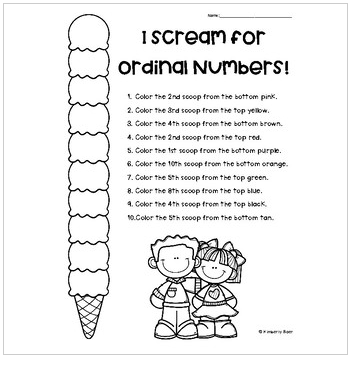 Name:
I Scream for
Ordinal Numbers!
1. Color the 2nd scoop from the bottom pink.
2. Color the 3rd scoop from the top yellow.
3. Color the 4th scoop from the bottom brown.
4. Color the 2nd scoop from the top red.
5. Color the 1st scoop from the bottom purple.
6. Color the 10th scoop from the bottom orange.
7. Color the 5th scoop from the top green.
8. Color the 8th scoop from the top blue.
9. Color the 4th scoop from the top black.
10.Color the 5th scoop from the bottom tan.
© Kimberly